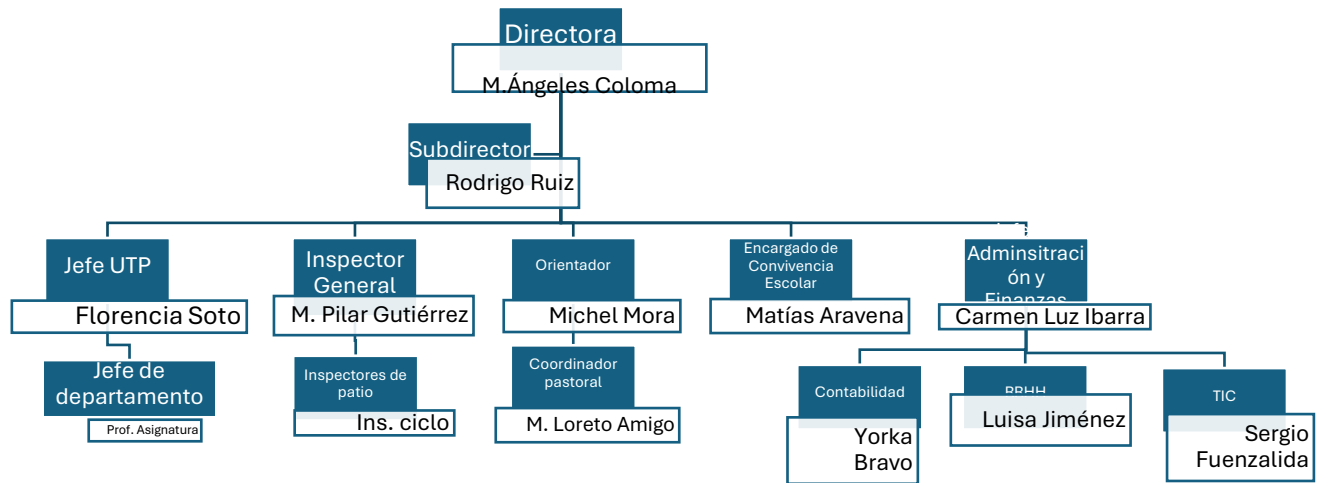 Directora
M.Ángeles Coloma
Subdirector
Rodrigo Ruiz
Jefe UTP
Florencia Soto
Inspector
General
M. Pilar Gutiérrez
Orientador
Michel Mora
Encargado de
Convivencia
Escolar
Matías Aravena
Adminsitraci
ón y
Finanzas
Carmen Luz Ibarra
Jefe de
departamento
Prof. Asignatura
Inspectores de
patio
Ins. ciclo
Coordinador
pastoral
M. Loreto Amigo
Contabilidad
Yorka
Bravo
RRHH
Luisa Jiménez
TIC
Sergio
Fuenzalida